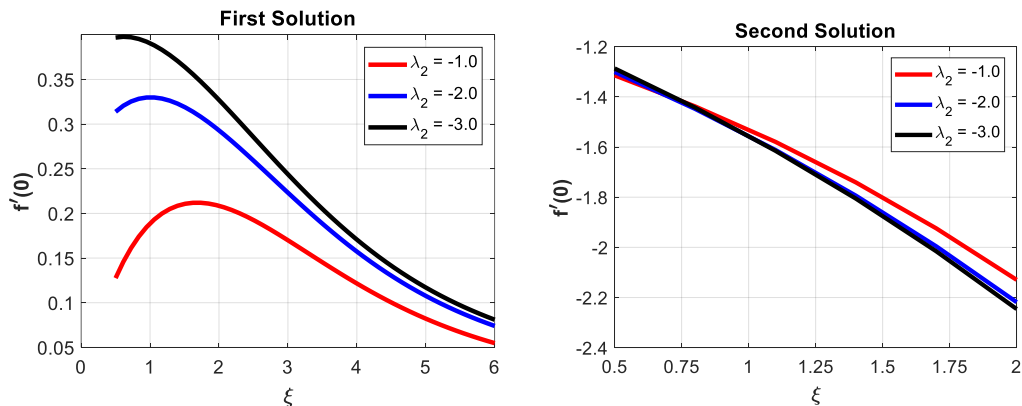 First Solution
f′(0)
0.35
0.3
0.25
0.2
0.15
0.1
0.05
λ2 = -1.0
λ2 = -2.0
λ2 = -3.0
0 1 2 3 4 5 6
ξ
Second Solution
f′(0)
-1.2
-1.4
-1.6
-1.8
-2
-2.2
-2.4
λ2 = -1.0
λ2 = -2.0
λ2 = -3.0
0.5 0.75 1 1.25 1.5 1.75 2
ξ